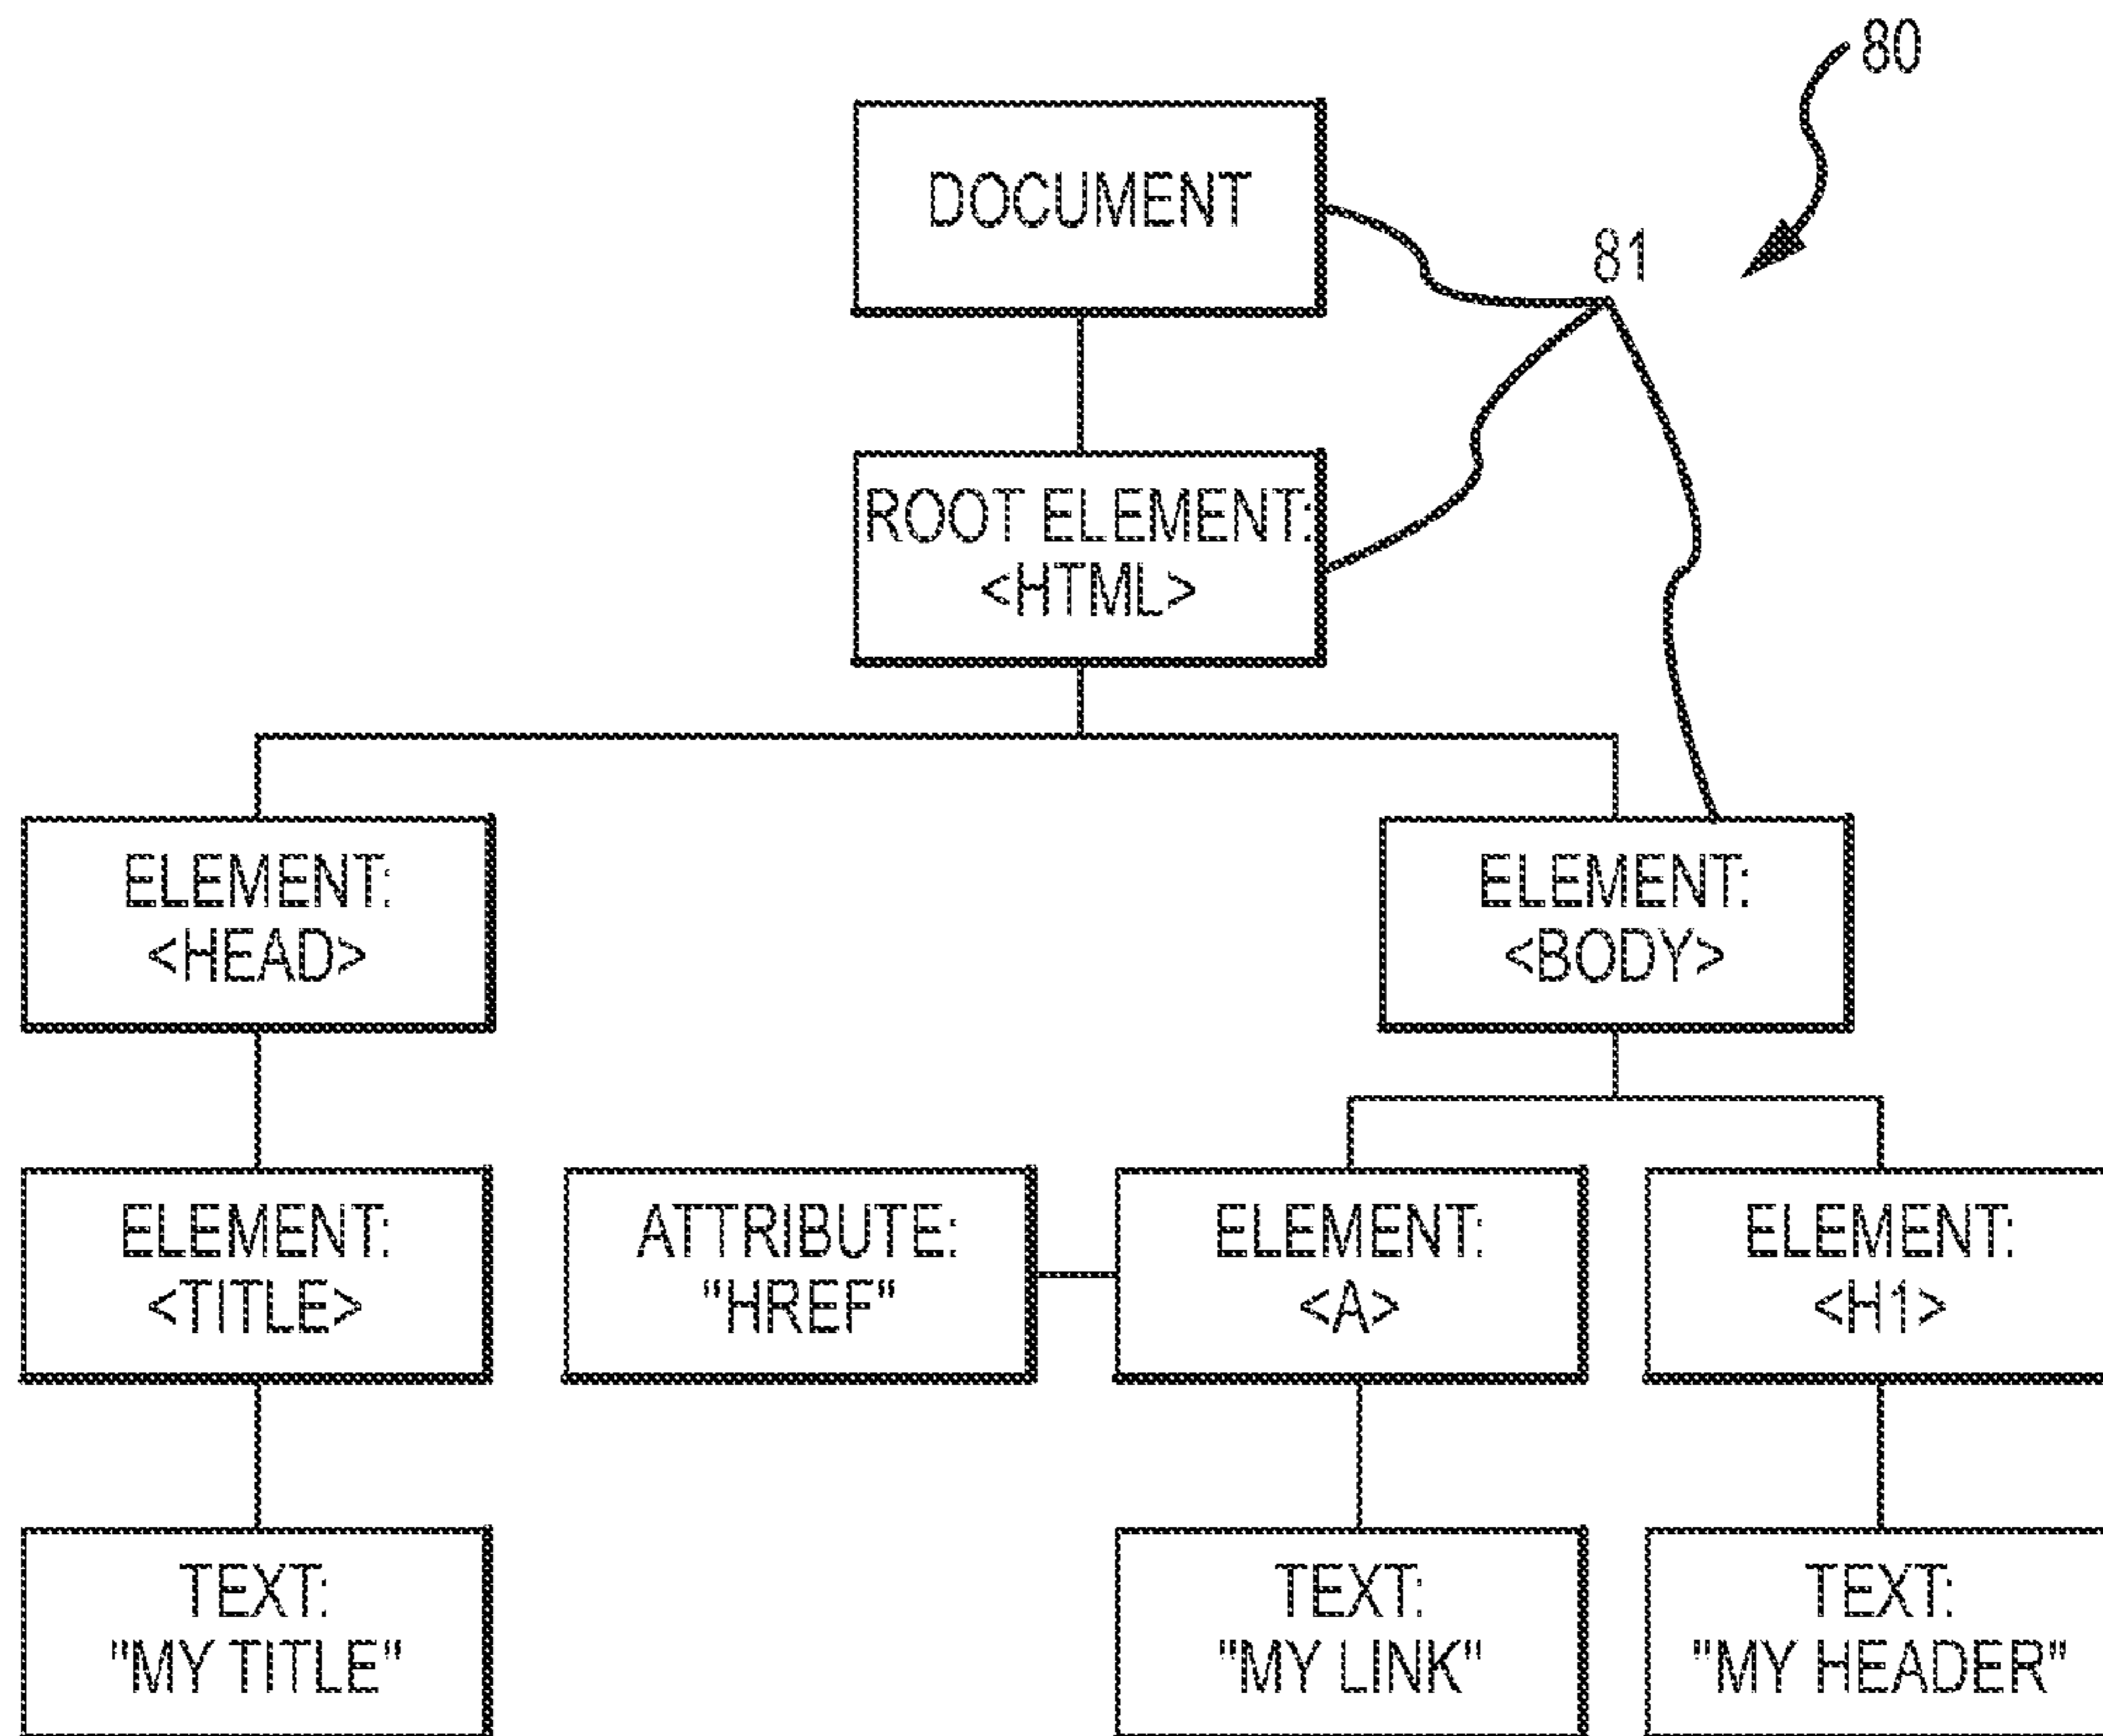 80
DOCUMENT
81
ROOT ELEMENT:
<HTML>
ELEMENT:
<HEAD>
ELEMENT:
<BODY>
ELEMENT:
<TITLE>
ATTRIBUTE:
"HREF"
ELEMENT:
<A>
ELEMENT:
<H1>
TEXT:
"MY TITLE"
TEXT:
"MY LINK"
TEXT:
"MY HEADER"